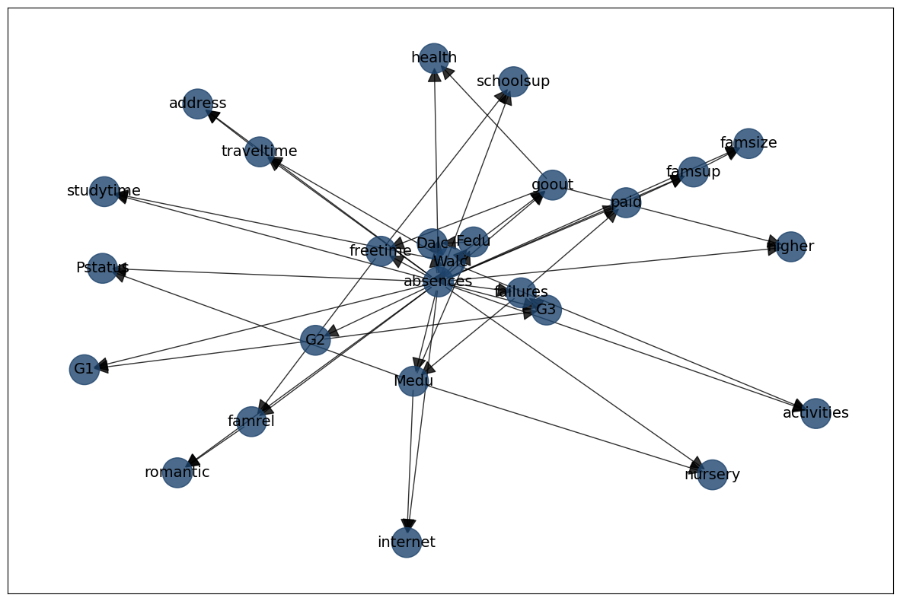 health
schoolsup
address
famsize
traveltime
famsup
goout
studytime
paid
Dalc
Fedu
higher
freetime
Walc
Pstatus
absences
failures
G3
G2
G1
Medu
activities
famrel
romantic
nursery
internet